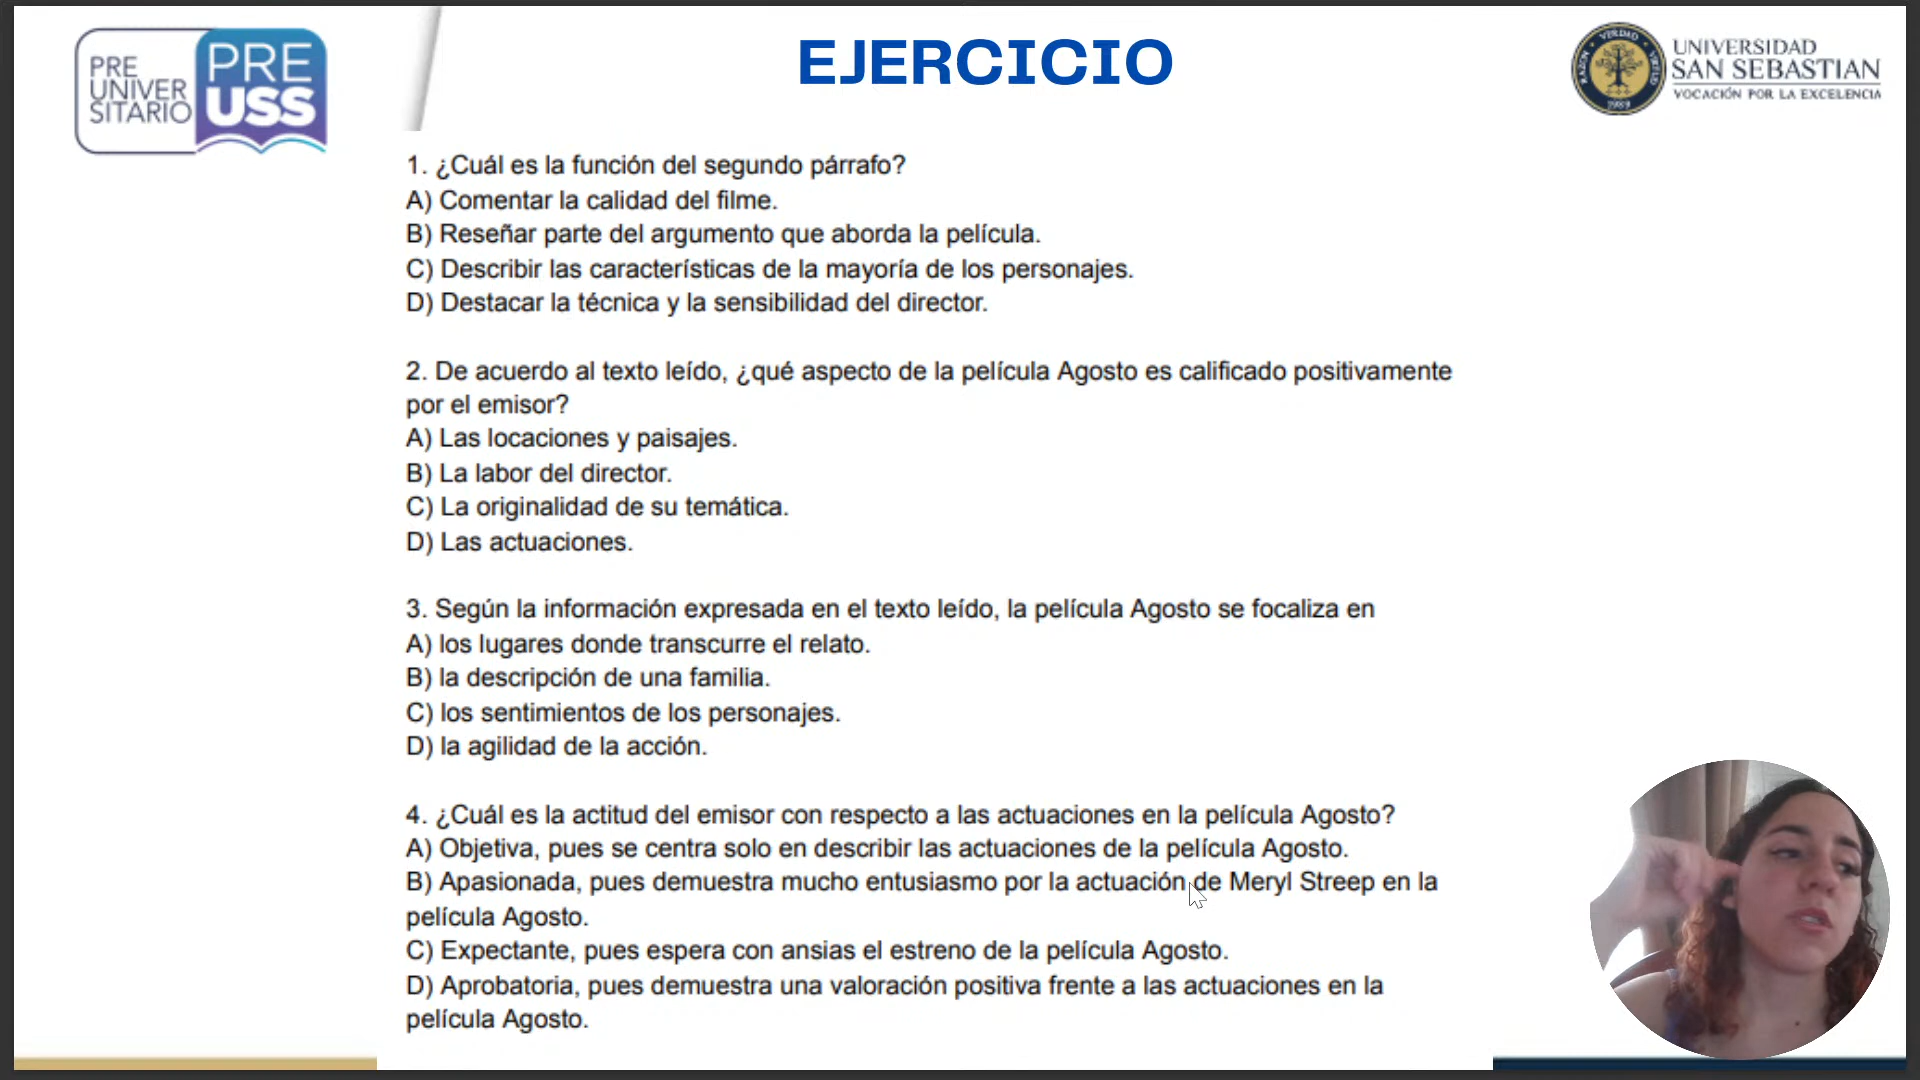 PRE
UNIVER
SITARIO
PRE
USS
EJERCICIO
UNIVERSIDAD
SAN SEBASTIAN
VOCACIÓN POR LA EXCELENCIA
VERDAD
1989
1. ¿Cuál es la función del segundo párrafo?
A) Comentar la calidad del filme.
B) Reseñar parte del argumento que aborda la película.
C) Describir las características de la mayoría de los personajes.
D) Destacar la técnica y la sensibilidad del director.
2. De acuerdo al texto leído, ¿qué aspecto de la película Agosto es calificado positivamente
por el emisor?
A) Las locaciones y paisajes.
B) La labor del director.
C) La originalidad de su temática.
D) Las actuaciones.
3. Según la información expresada en el texto leído, la película Agosto se focaliza en
A) los lugares donde transcurre el relato.
B) la descripción de una familia.
C) los sentimientos de los personajes.
D) la agilidad de la acción.
4. ¿Cuál es la actitud del emisor con respecto a las actuaciones en la película Agosto?
A) Objetiva, pues se centra solo en describir las actuaciones de la película Agosto.
B) Apasionada, pues demuestra mucho entusiasmo por la actuación de Meryl Streep en la
película Agosto.
C) Expectante, pues espera con ansias el estreno de la película Agosto.
D) Aprobatoria, pues demuestra una valoración positiva frente a las actuaciones en la
película Agosto.